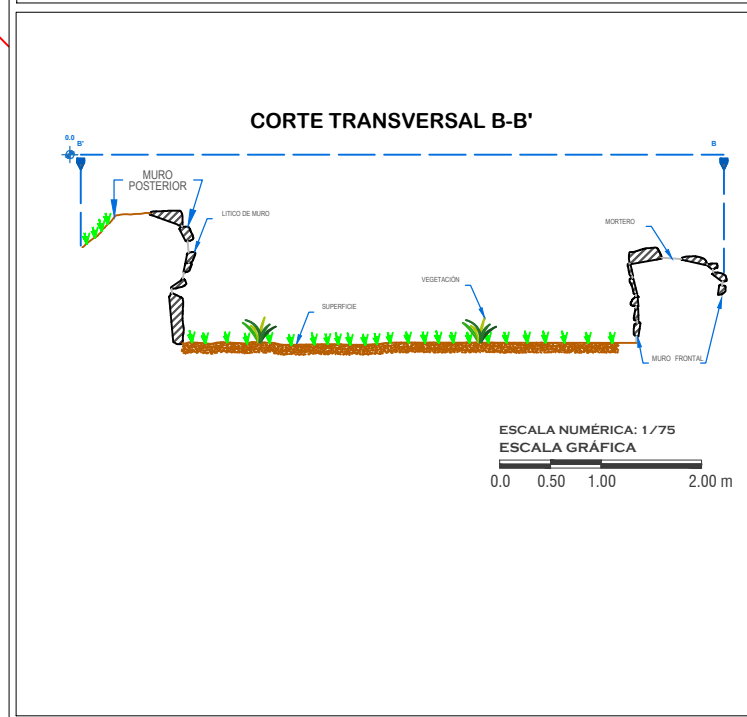 CORTE TRANSVERSAL B-B'
0.0
B'
B
MURO
POSTERIOR
LITICO DE MURO
MORTERO
VEGETACIÓN
SUPERFICIE
MURO FRONTAL
ESCALA NUMÉRICA: 1/75
ESCALA GRÁFICA
0.0 0.50 1.00 2.00 m